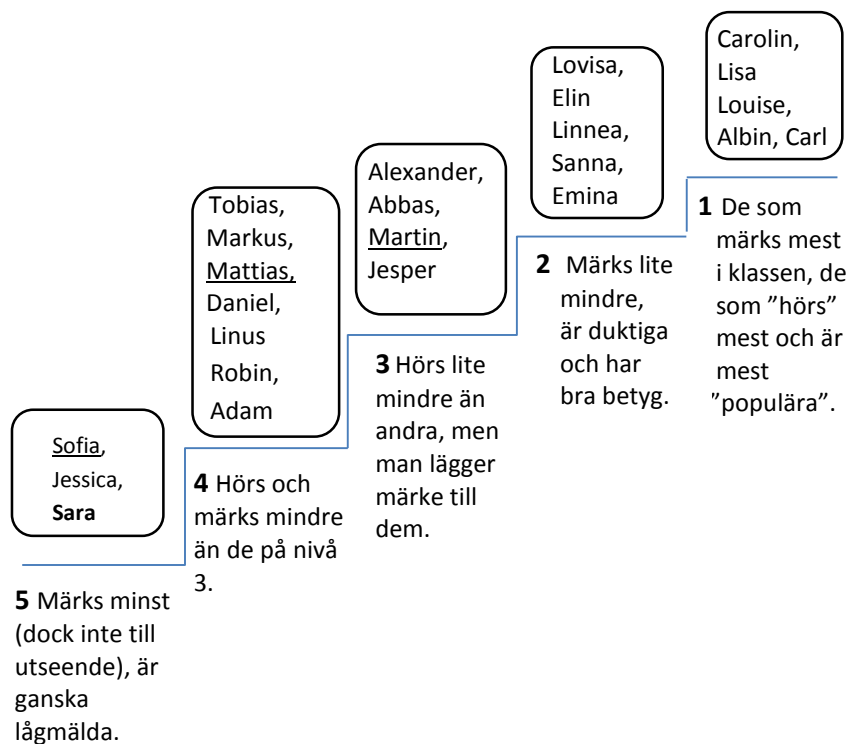 Carolin,
Lisa
Louise,
Albin, Carl
1 De som
märks mest
i klassen, de
som ”hörs”
mest och är
mest
”populära”.
Lovisa,
Elin
Linnea,
Sanna,
Emina
2 Märks lite
mindre,
är duktiga
och har
bra betyg.
Alexander,
Abbas,
Martin,
Jesper
3 Hörs lite
mindre än
andra, men
man lägger
märke till
dem.
Tobias,
Markus,
Mattias,
Daniel,
Linus
Robin,
Adam
4 Hörs och
märks mindre
än de på nivå
3.
Sofia,
Jessica,
Sara
5 Märks minst
(dock inte till
utseende), är
ganska
lågmälda.